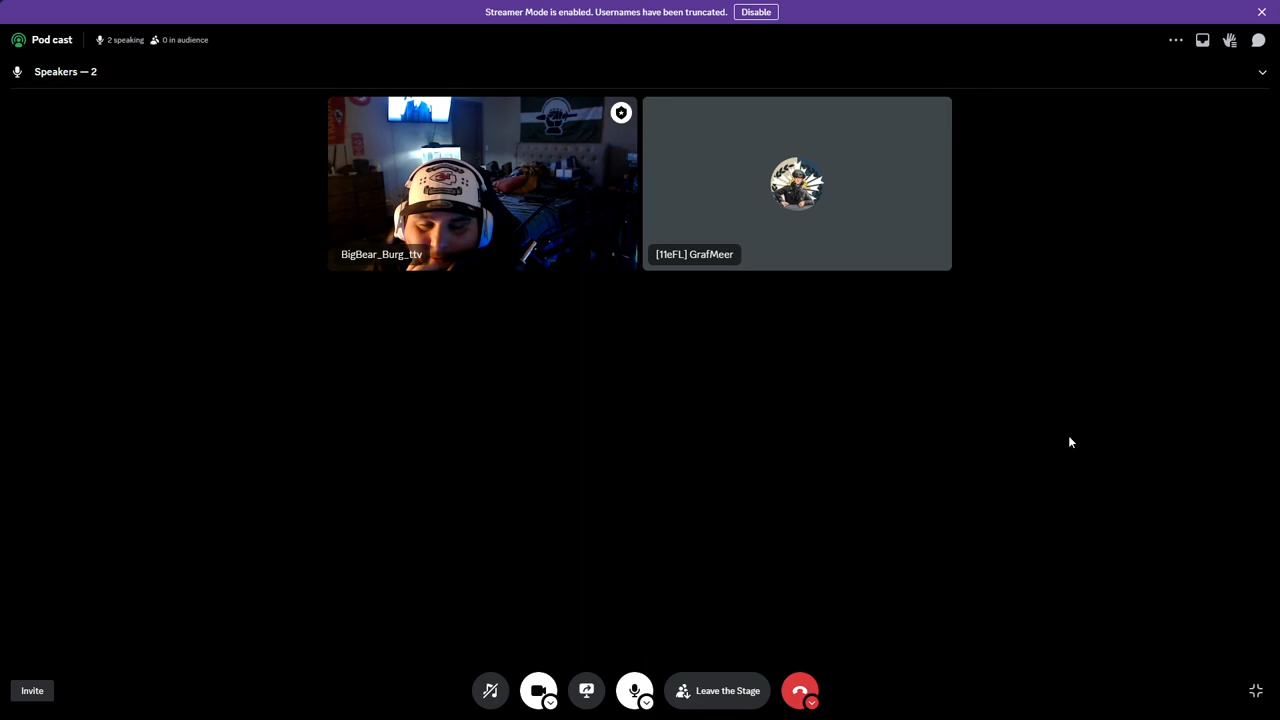 Streamer Mode is enabled. Usernames have been truncated. Disable
Pod cast 2 speaking 0 in audience
Speakers — 2
BigBear_Burg_ttv
[11eFL] GrafMeer
Invite
Leave the Stage